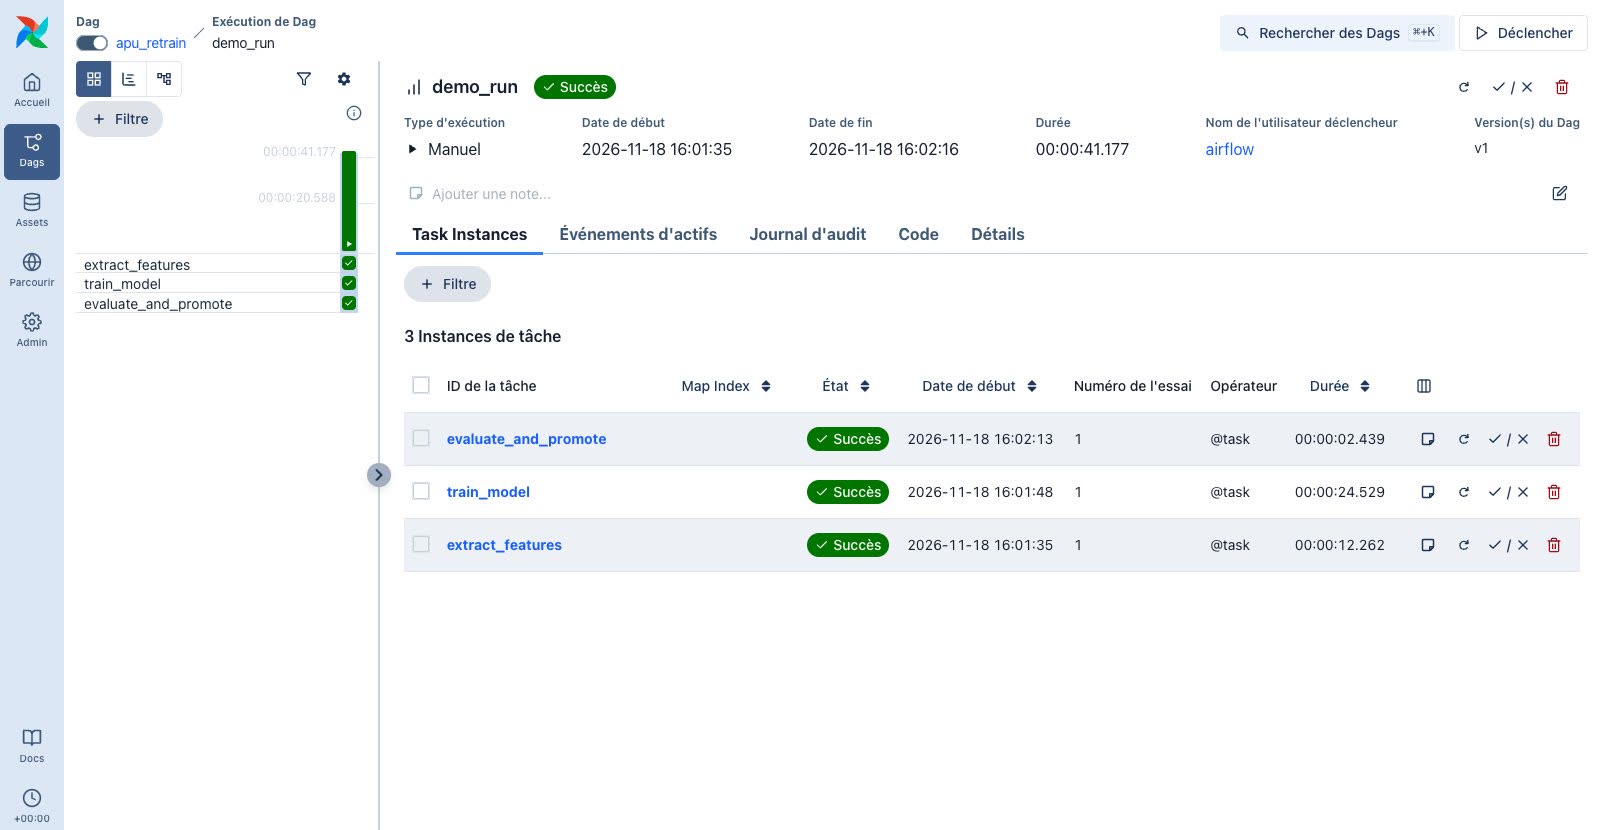 Dag
apu_retrain
/
Exécution de Dag
demo_run
Rechercher des Dags ⌘+K
Déclencher
Accueil
Dags
Assets
Parcourir
Admin
Docs
+00:00
+ Filtre
00:00:41.177
00:00:20.588
extract_features
train_model
evaluate_and_promote
demo_run
Succès
Type d'exécution
Manuel
Date de début
2026-11-18 16:01:35
Date de fin
2026-11-18 16:02:16
Durée
00:00:41.177
Nom de l'utilisateur déclencheur
airflow
Version(s) du Dag
v1
Ajouter une note...
Task Instances Événements d'actifs Journal d'audit Code Détails
+ Filtre
3 Instances de tâche
ID de la tâche Map Index État Date de début Numéro de l'essai Opérateur Durée
evaluate_and_promote Succès 2026-11-18 16:02:13 1 @task 00:00:02.439
train_model Succès 2026-11-18 16:01:48 1 @task 00:00:24.529
extract_features Succès 2026-11-18 16:01:35 1 @task 00:00:12.262